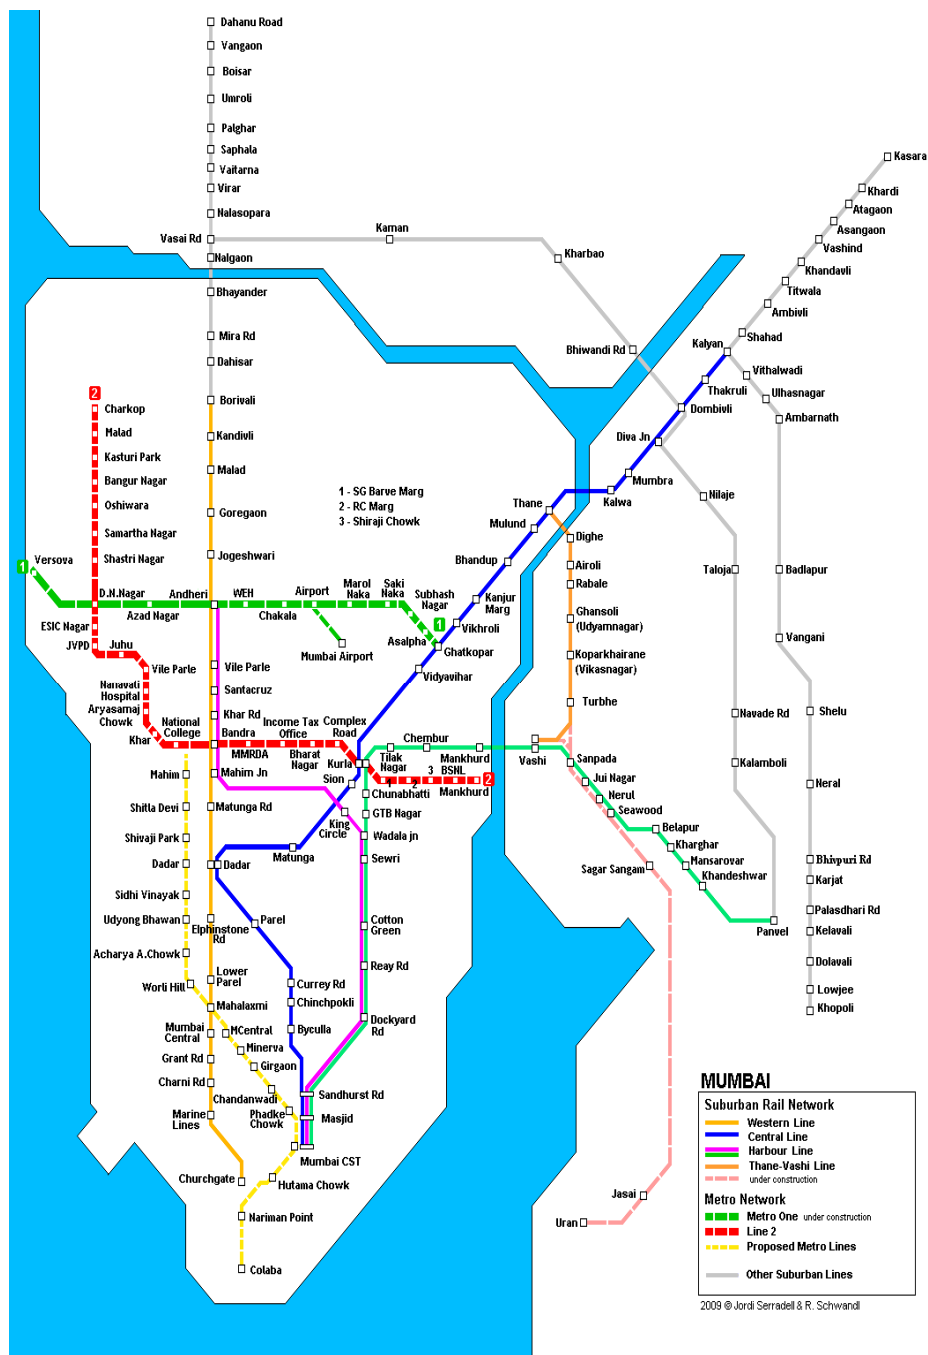 Dahanu Road
Vangaon
Boisar
Umroli
Palghar
Saphala
Vaitarna
Virar
Nalasopara
Vasai Rd
Kaman
Kharbao
Nalgaon
Bhayander
Mira Rd
Dahisar
Bhiwandi Rd
Borivali
Kandivli
Malad
Goregaon
Jogeshwari
Kasara
Khardi
Atagaon
Asangaon
Vashind
Khandavli
Titwala
Ambivli
Shahad
Kalyan
Vithalwadi
Thakruli
Ulhasnagar
Dombivli
Ambarnath
Diva Jn
Mumbra
Kalwa
Nilaje
Taloja
Badlapur
Vangani
Navade Rd
Shelu
Kalamboli
Neral
Bhivpuri Rd
Karjat
Palasdhari Rd
Kelavali
Dolavali
Lowjee
Khopoli
2
Charkop
Malad
Kasturi Park
Bangur Nagar
Oshiwara
Samartha Nagar
Shastri Nagar
1 - SG Barve Marg
2 - RC Marg
3 - Shiraji Chowk
Thane
Mulund
Bhandup
Kanjur
Marg
Vikhroli
Ghatkopar
Vidyavihar
Dighe
Airoli
Rabale
Ghansoli
(Udyamnagar)
Koparkhairane
(Vikasnagar)
Turbhe
1
Versova
D.N.Nagar
Azad Nagar
Andheri
WEH
Chakala
Airport
Mumbai Airport
Marol
Naka
Saki
Naka
Subhash
Nagar
1
Asalpha
ESIC Nagar
JVPD
Juhu
Vile Parle
Nanavati
Hospital
Aryasamaj
Chowk
Khar
National
College
Vile Parle
Santacruz
Khar Rd
Bandra
MMRDA
Income Tax
Office
Bharat
Nagar
Complex
Road
Kurla
Tilak
Nagar
Chembur
Mankhurd
1
2
3
BSNL
2
Mankhurd
Vashi
Sanpada
Jui Nagar
Nerul
Seawood
Belapur
Kharghar
Mansarovar
Khandeshwar
Panvel
Sagar Sangam
Jasai
Uran
Sion
Chunabhatti
GTB Nagar
King
Circle
Wadala jn
Sewri
Cotton
Green
Reay Rd
Dockyard
Rd
Mahim
Mahim Jn
Shitla Devi
Matunga Rd
Shivaji Park
Matunga
Dadar
Dadar
Sidhi Vinayak
Udyong Bhawan
Elphinstone
Rd
Parel
Acharya A.Chowk
Worli Hill
Lower
Parel
Currey Rd
Mahalaxmi
Chinchpokli
Mumbai
Central
MCentral
Byculla
Minerva
Grant Rd
Girgaon
Charni Rd
Chandanwadi
Sandhurst Rd
Marine
Lines
Phadke
Chowk
Masjid
Mumbai CST
Churchgate
Hutama Chowk
Nariman Point
Colaba
MUMBAI
Suburban Rail Network
Western Line
Central Line
Harbour Line
Thane-Vashi Line
under construction
Metro Network
Metro One under construction
Line 2
Proposed Metro Lines
Other Suburban Lines
2009 © Jordi Serradell & R. Schwandl